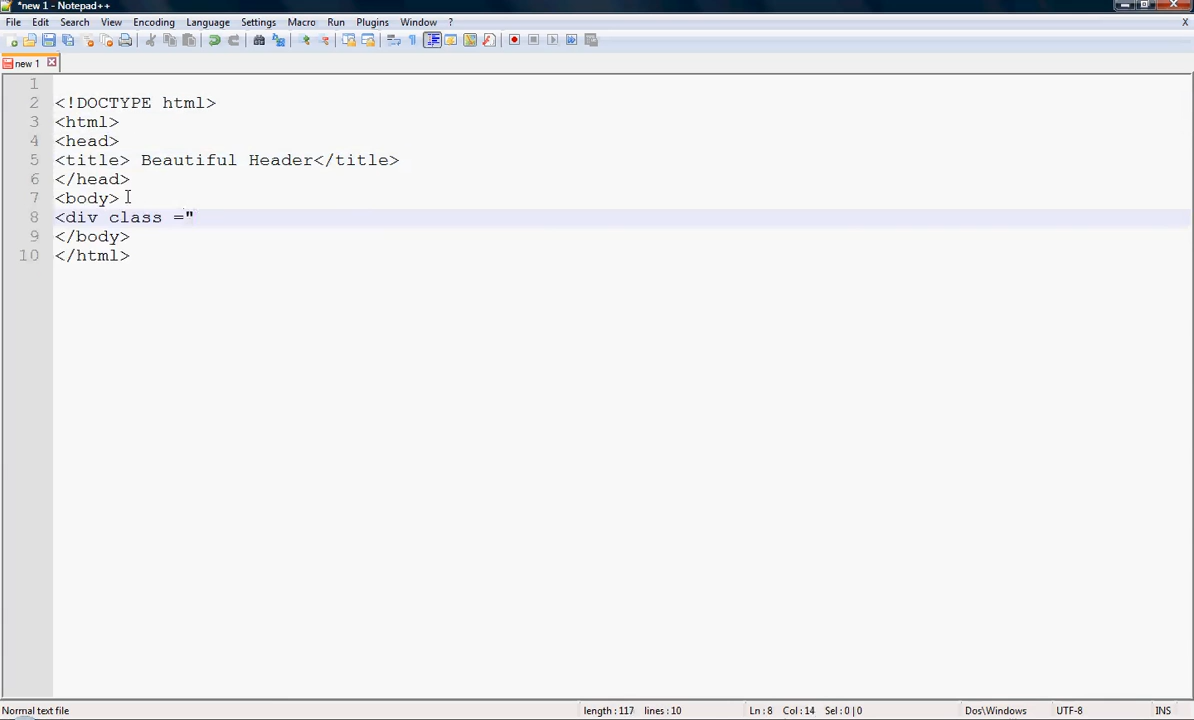 *new 1 - Notepad++
File Edit Search View Encoding Language Settings Macro Run Plugins Window ? X
new 1
1
2 <!DOCTYPE html>
3 <html>
4 <head>
5 <title> Beautiful Header</title>
6 </head>
7 <body>
8 <div class ="
9 </body>
10 </html>
Normal text file length : 117 lines : 10 Ln : 8 Col : 14 Sel : 0 | 0 Dos\Windows UTF-8 INS